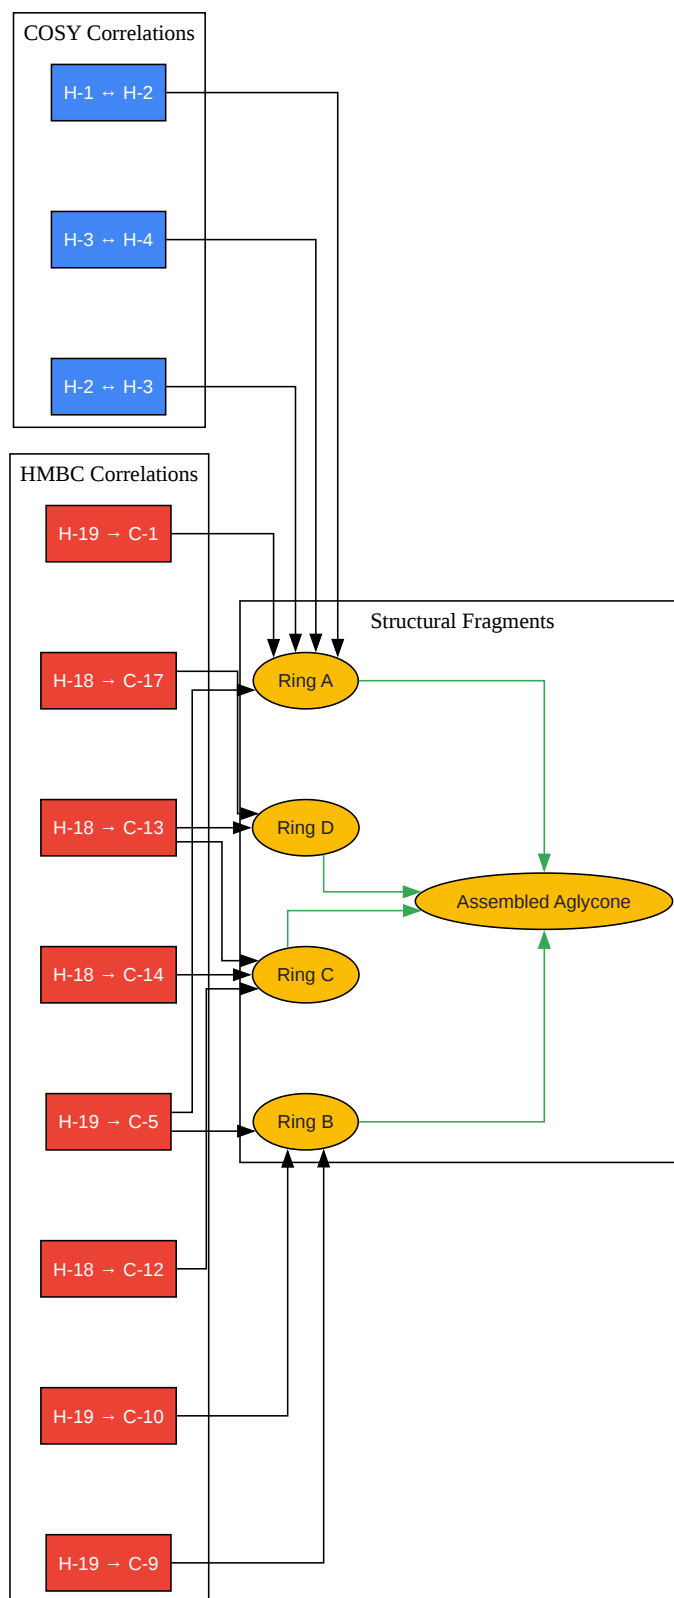 COSY Correlations
H-1 ↔ H-2
H-3 ↔ H-4
H-2 ↔ H-3
HMBC Correlations
H-19 → C-1
H-18 → C-17
H-18 → C-13
H-18 → C-14
H-19 → C-5
H-18 → C-12
H-19 → C-10
H-19 → C-9
Structural Fragments
Ring A
Ring D
Ring C
Ring B
Assembled Aglycone